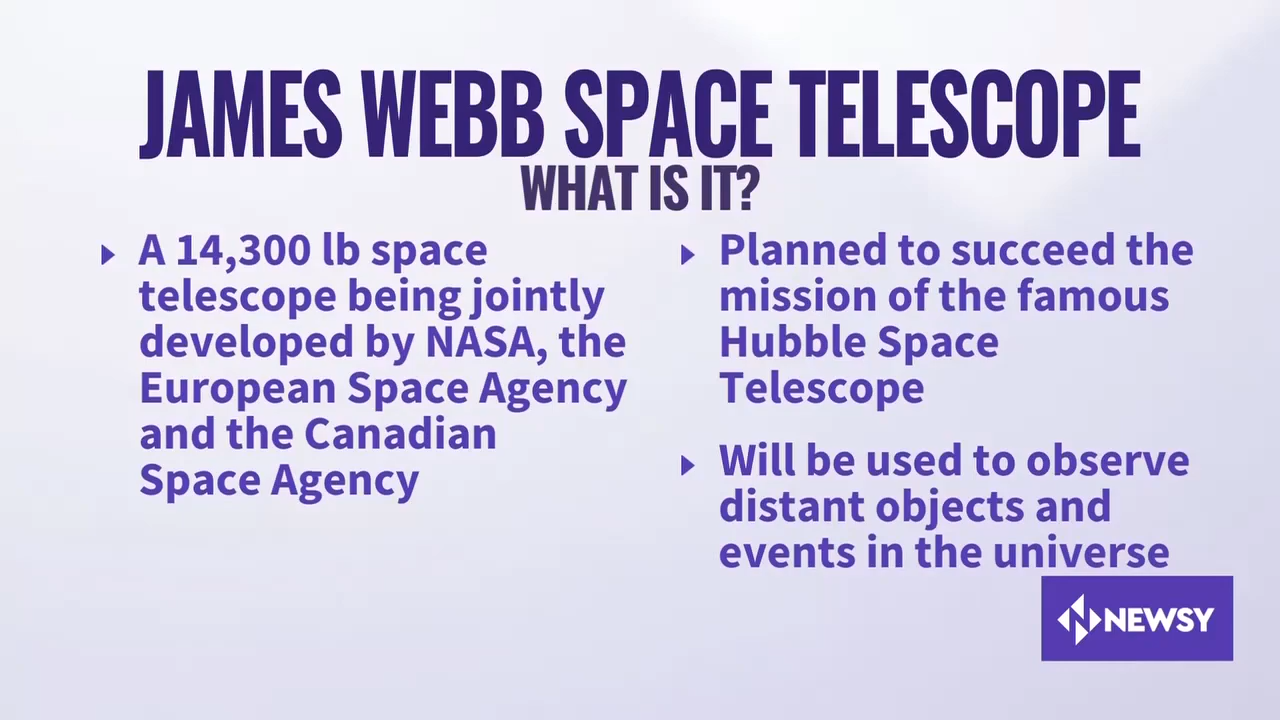 JAMES WEBB SPACE TELESCOPE
WHAT IS IT?
A 14,300 lb space
telescope being jointly
developed by NASA, the
European Space Agency
and the Canadian
Space Agency
Planned to succeed the
mission of the famous
Hubble Space
Telescope
Will be used to observe
distant objects and
events in the universe
NEWSY